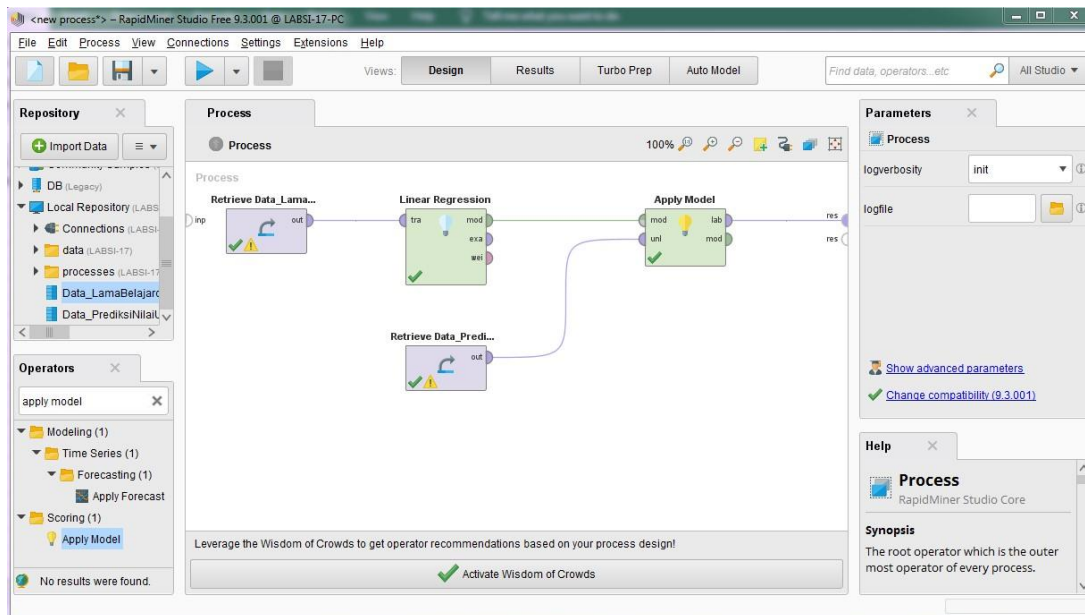 <new process*> – RapidMiner Studio Free 9.3.001 @ LABSI-17-PC
File Edit Process View Connections Settings Extensions Help
Views: Design Results Turbo Prep Auto Model
Find data, operators...etc
All Studio
Repository
Import Data
DB (Legacy)
Local Repository (LABS
Connections (LABSI-
data (LABSI-17)
processes (LABSI-17
Data_LamaBelajarc
Data_PrediksiNilaiU
Operators
apply model
Modeling (1)
Time Series (1)
Forecasting (1)
Apply Forecast
Scoring (1)
Apply Model
No results were found.
Process
Process
100%
Process
inp
Retrieve Data_Lama...
out
Linear Regression
tra mod
exa
wei
Apply Model
mod lab
unl mod
res
res
Retrieve Data_Predi...
out
Leverage the Wisdom of Crowds to get operator recommendations based on your process design!
Activate Wisdom of Crowds
Parameters
Process
logverbosity init
logfile
Show advanced parameters
Change compatibility (9.3.001)
Help
Process
RapidMiner Studio Core
Synopsis
The root operator which is the outer
most operator of every process.